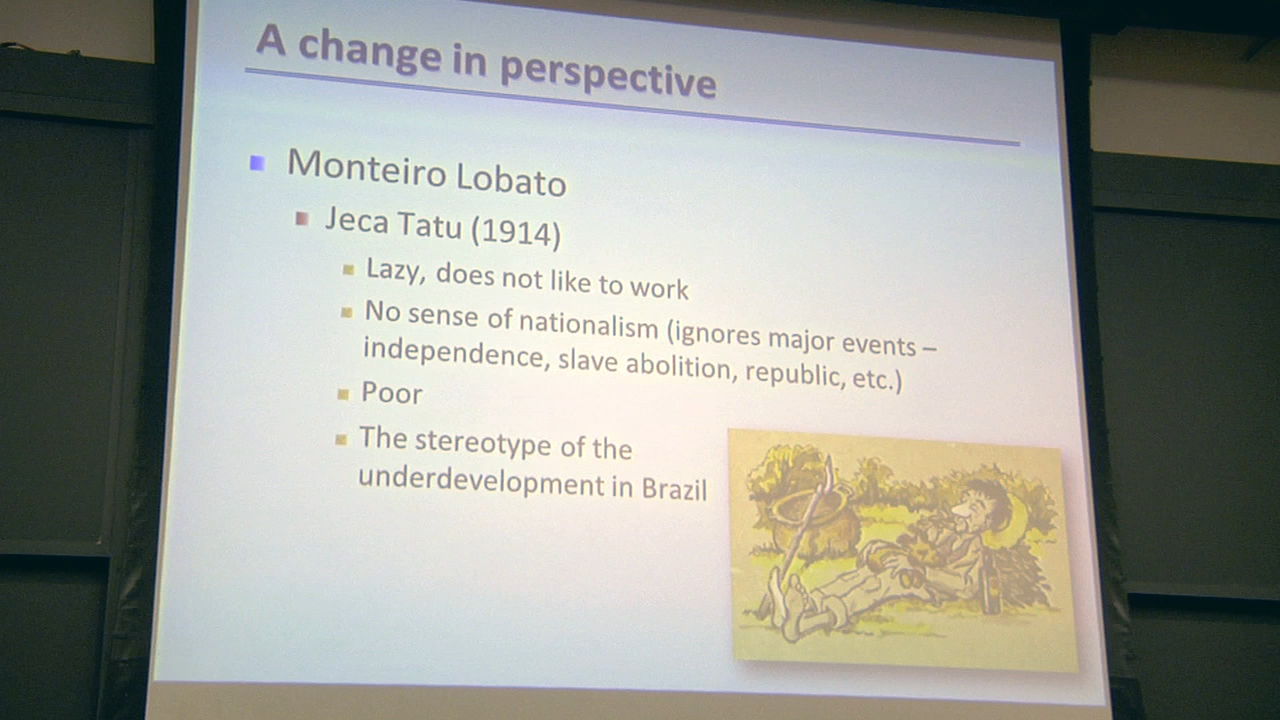 A change in perspective
Monteiro Lobato
Jeca Tatu (1914)
Lazy, does not like to work
No sense of nationalism (ignores major events –
independence, slave abolition, republic, etc.)
Poor
The stereotype of the
underdevelopment in Brazil